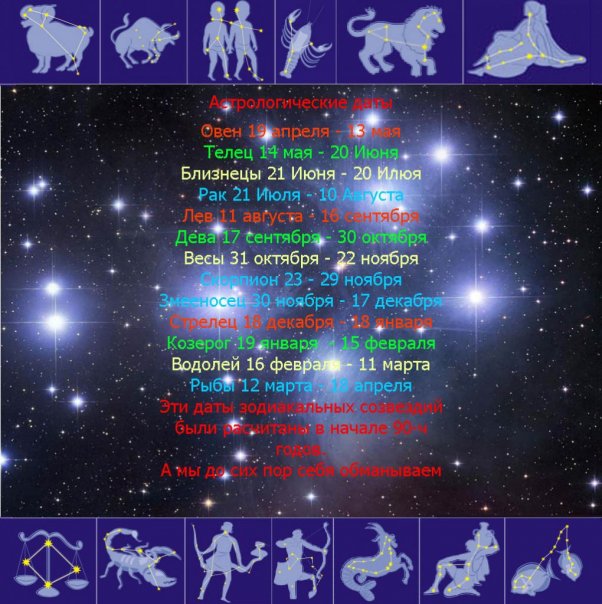 Астрологические даты
Овен 19 апреля - 13 мая
Телец 14 мая - 20 Июня
Близнецы 21 Июня - 20 Илюя
Рак 21 Июля - 10 Августа
Лев 11 августа - 16 сентября
Дева 17 сентября - 30 октября
Весы 31 октября - 22 ноября
Скорпион 23 - 29 ноября
Змееносец 30 ноября - 17 декабря
Стрелец 18 декабря - 18 января
Козерог 19 января - 15 февраля
Водолей 16 февраля - 11 марта
Рыбы 12 марта - 18 апреля
Эти даты зодиакальных созвездий
были расчитаны в начале 90-ч
годов.
А мы до сих пор себя обманываем